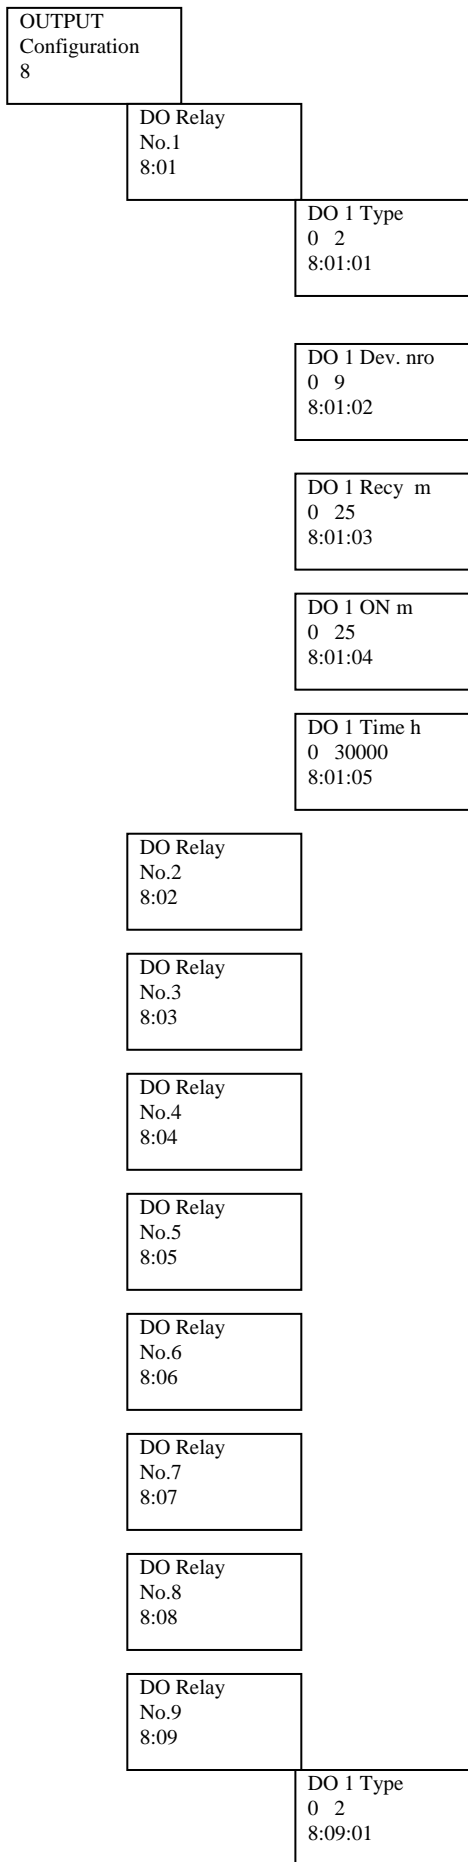 OUTPUT
Configuration
8
DO Relay
No.1
8:01
DO 1 Type
0 2
8:01:01
DO 1 Dev. nro
0 9
8:01:02
DO 1 Recy m
0 25
8:01:03
DO 1 ON m
0 25
8:01:04
DO 1 Time h
0 30000
8:01:05
DO Relay
No.2
8:02
DO Relay
No.3
8:03
DO Relay
No.4
8:04
DO Relay
No.5
8:05
DO Relay
No.6
8:06
DO Relay
No.7
8:07
DO Relay
No.8
8:08
DO Relay
No.9
8:09
DO 1 Type
0 2
8:09:01